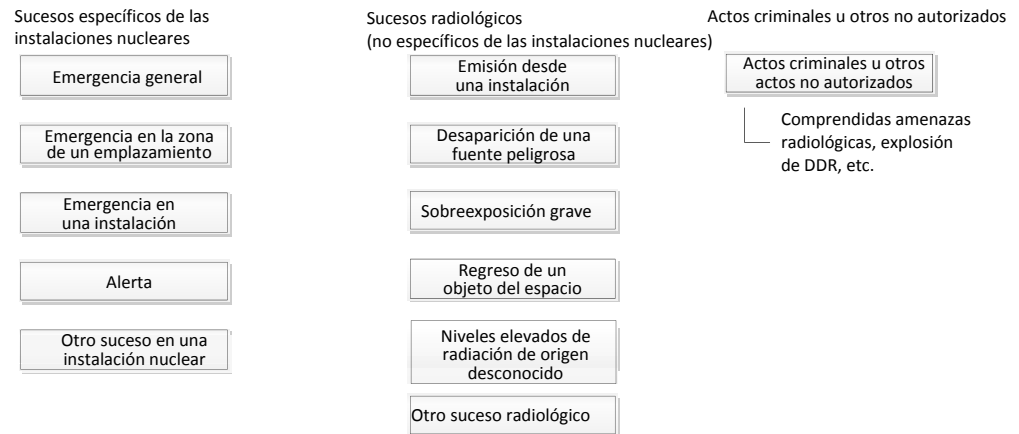 Sucesos específicos de las
instalaciones nucleares
Emergencia general
Emergencia en la zona
de un emplazamiento
Emergencia en
una instalación
Alerta
Otro suceso en una
instalación nuclear
Sucesos radiológicos
(no específicos de las instalaciones nucleares)
Emisión desde
una instalación
Desaparición de una
fuente peligrosa
Sobreexposición grave
Regreso de un
objeto del espacio
Niveles elevados de
radiación de origen
desconocido
Otro suceso radiológico
Actos criminales u otros no autorizados
Actos criminales u otros
actos no autorizados
Comprendidas amenazas
radiológicas, explosión
de DDR, etc.